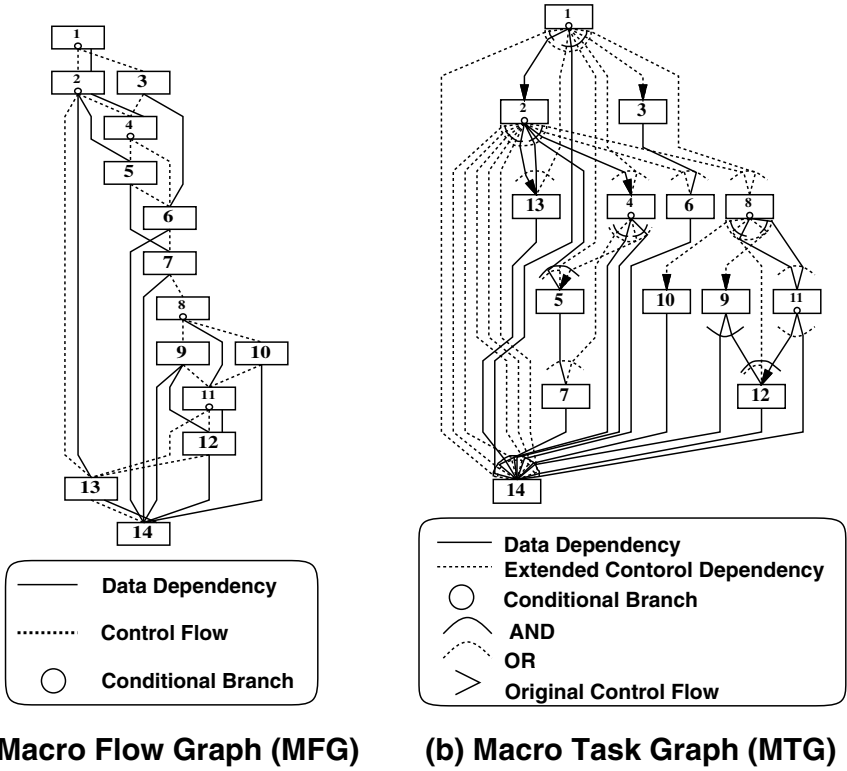 1
2
3
4
5
6
7
8
9
10
11
12
13
14
Data Dependency
Control Flow
Conditional Branch
Macro Flow Graph (MFG)
1
2
3
13
4
6
8
5
10
9
11
7
12
14
Data Dependency
Extended Contorol Dependency
Conditional Branch
AND
OR
Original Control Flow
(b) Macro Task Graph (MTG)